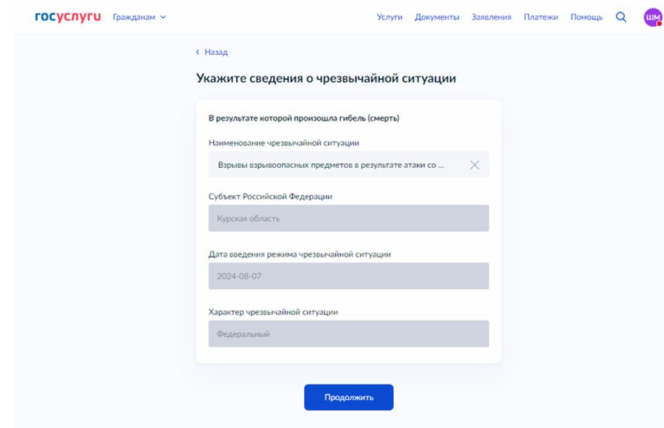 госуслуги Гражданам Услуги Документы Заявления Платежи Помощь ШМ
Назад
Укажите сведения о чрезвычайной ситуации
В результате которой произошла гибель (смерть)
Наименование чрезвычайной ситуации
Взрывы взрывоопасных предметов в результате атаки со ...
Субъект Российской Федерации
Курская область
Дата введения режима чрезвычайной ситуации
2024-08-07
Характер чрезвычайной ситуации
Федеральный
Продолжить